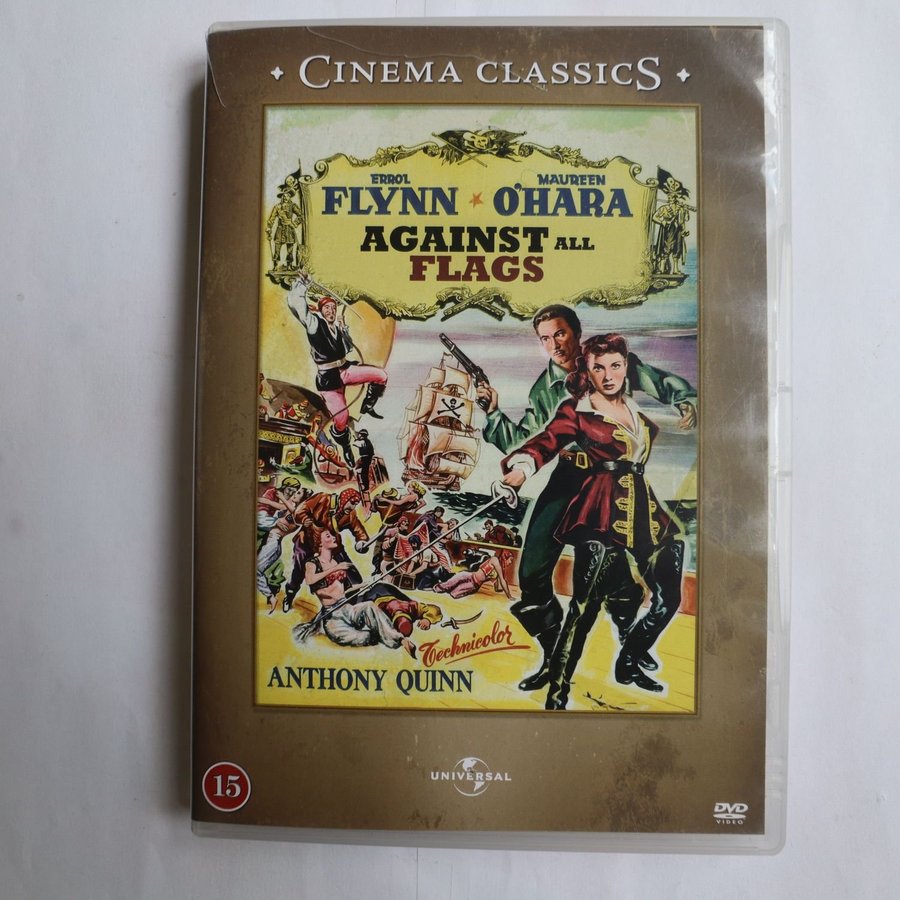 CINEMA CLASSICS
ERROL MAUREEN
FLYNN O'HARA
AGAINST ALL
FLAGS
Technicolor
ANTHONY QUINN
UNIVERSAL
15
DVD
VIDEO